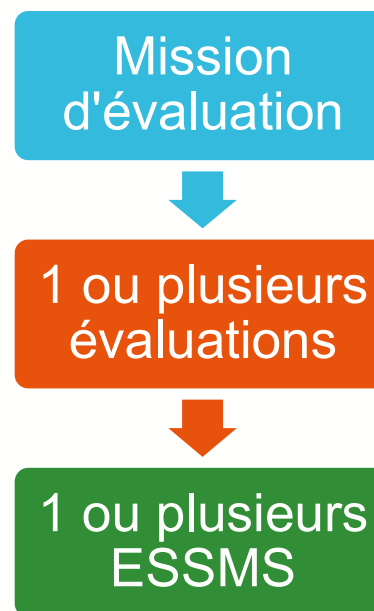 Mission
d'évaluation
1 ou plusieurs
évaluations
1 ou plusieurs
ESSMS